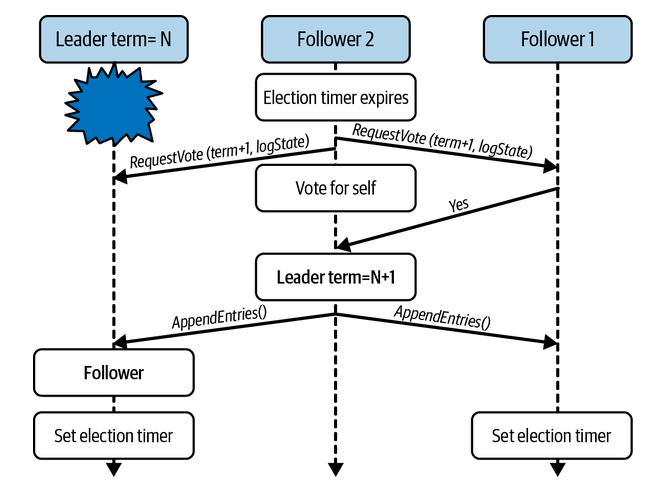 Leader term= N
Follower 2
Follower 1
Election timer expires
RequestVote (term+1, logState)
RequestVote (term+1, logState)
Vote for self
Yes
Leader term=N+1
AppendEntries()
AppendEntries()
Follower
Set election timer
Set election timer